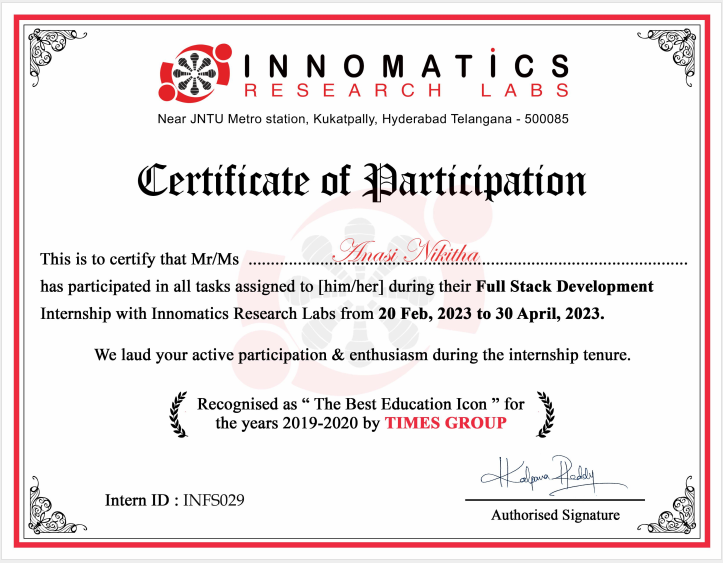 INNOMATICS
RESEARCH LABS
Near JNTU Metro station, Kukatpally, Hyderabad Telangana - 500085
Certificate of Participation
This is to certify that Mr/Ms ........ Anasi Nikitha ........
has participated in all tasks assigned to [him/her] during their Full Stack Development
Internship with Innomatics Research Labs from 20 Feb, 2023 to 30 April, 2023.
We laud your active participation & enthusiasm during the internship tenure.
Recognised as “ The Best Education Icon ” for
the years 2019-2020 by TIMES GROUP
Kalpana Reddy
Intern ID : INFS029
Authorised Signature